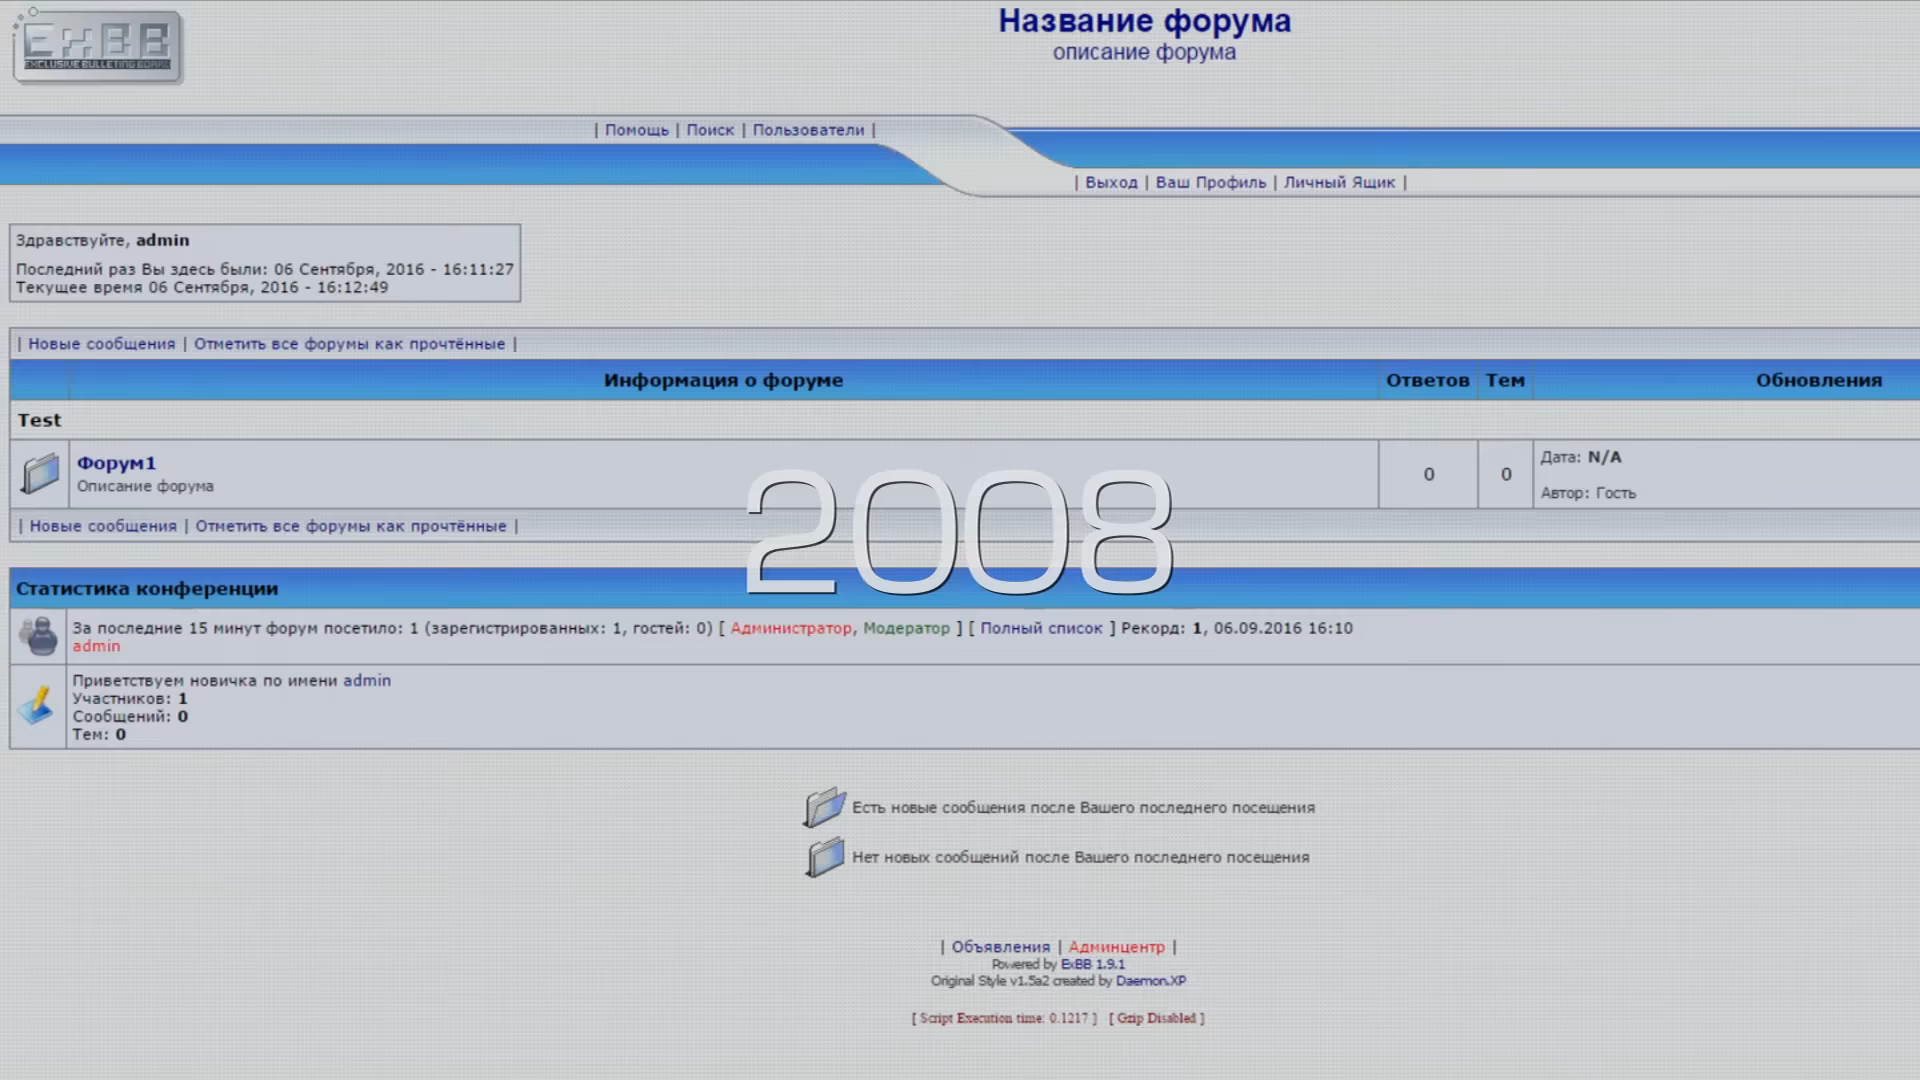 ExBB
EXCLUSIVE BULLETING BOARD
Название форума
описание форума
| Помощь | Поиск | Пользователи |
| Выход | Ваш Профиль | Личный Ящик |
Здравствуйте, admin
Последний раз Вы здесь были: 06 Сентября, 2016 - 16:11:27
Текущее время 06 Сентября, 2016 - 16:12:49
| Новые сообщения | Отметить все форумы как прочтённые |
Информация о форуме Ответов Тем Обновления
Test
Форум1
Описание форума
0 0
Дата: N/A
Автор: Гость
2008
| Новые сообщения | Отметить все форумы как прочтённые |
Статистика конференции
За последние 15 минут форум посетило: 1 (зарегистрированных: 1, гостей: 0) [ Администратор, Модератор ] [ Полный список ] Рекорд: 1, 06.09.2016 16:10
admin
Приветствуем новичка по имени admin
Участников: 1
Сообщений: 0
Тем: 0
Есть новые сообщения после Вашего последнего посещения
Нет новых сообщений после Вашего последнего посещения
| Объявления | Админцентр |
Powered by ExBB 1.9.1
Original Style v1.5a2 created by Daemon.XP
[ Script Execution time: 0.1217 ] [ Gzip Disabled ]